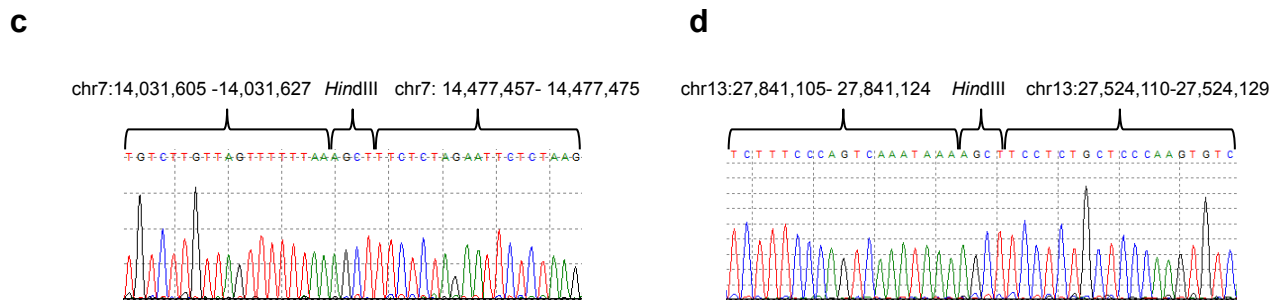 c
d
chr7:14,031,605 -14,031,627 HindIII chr7: 14,477,457- 14,477,475
TGTCTTGTTAGTTTTTTAAAGCTTTCTCTAGAATTCTCTAAG
chr13:27,841,105- 27,841,124 HindIII chr13:27,524,110-27,524,129
TCTTTCCCAGTCAAATAAAAGCTTCCTCTGCTCCCAAGTGTC